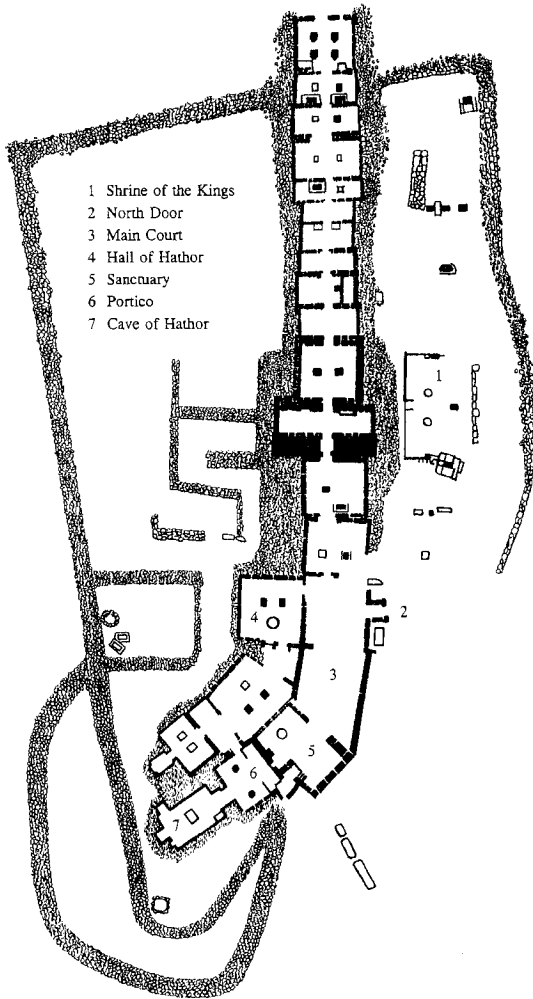 1 Shrine of the Kings
2 North Door
3 Main Court
4 Hall of Hathor
5 Sanctuary
6 Portico
7 Cave of Hathor
1
2
4
3
5
6
7